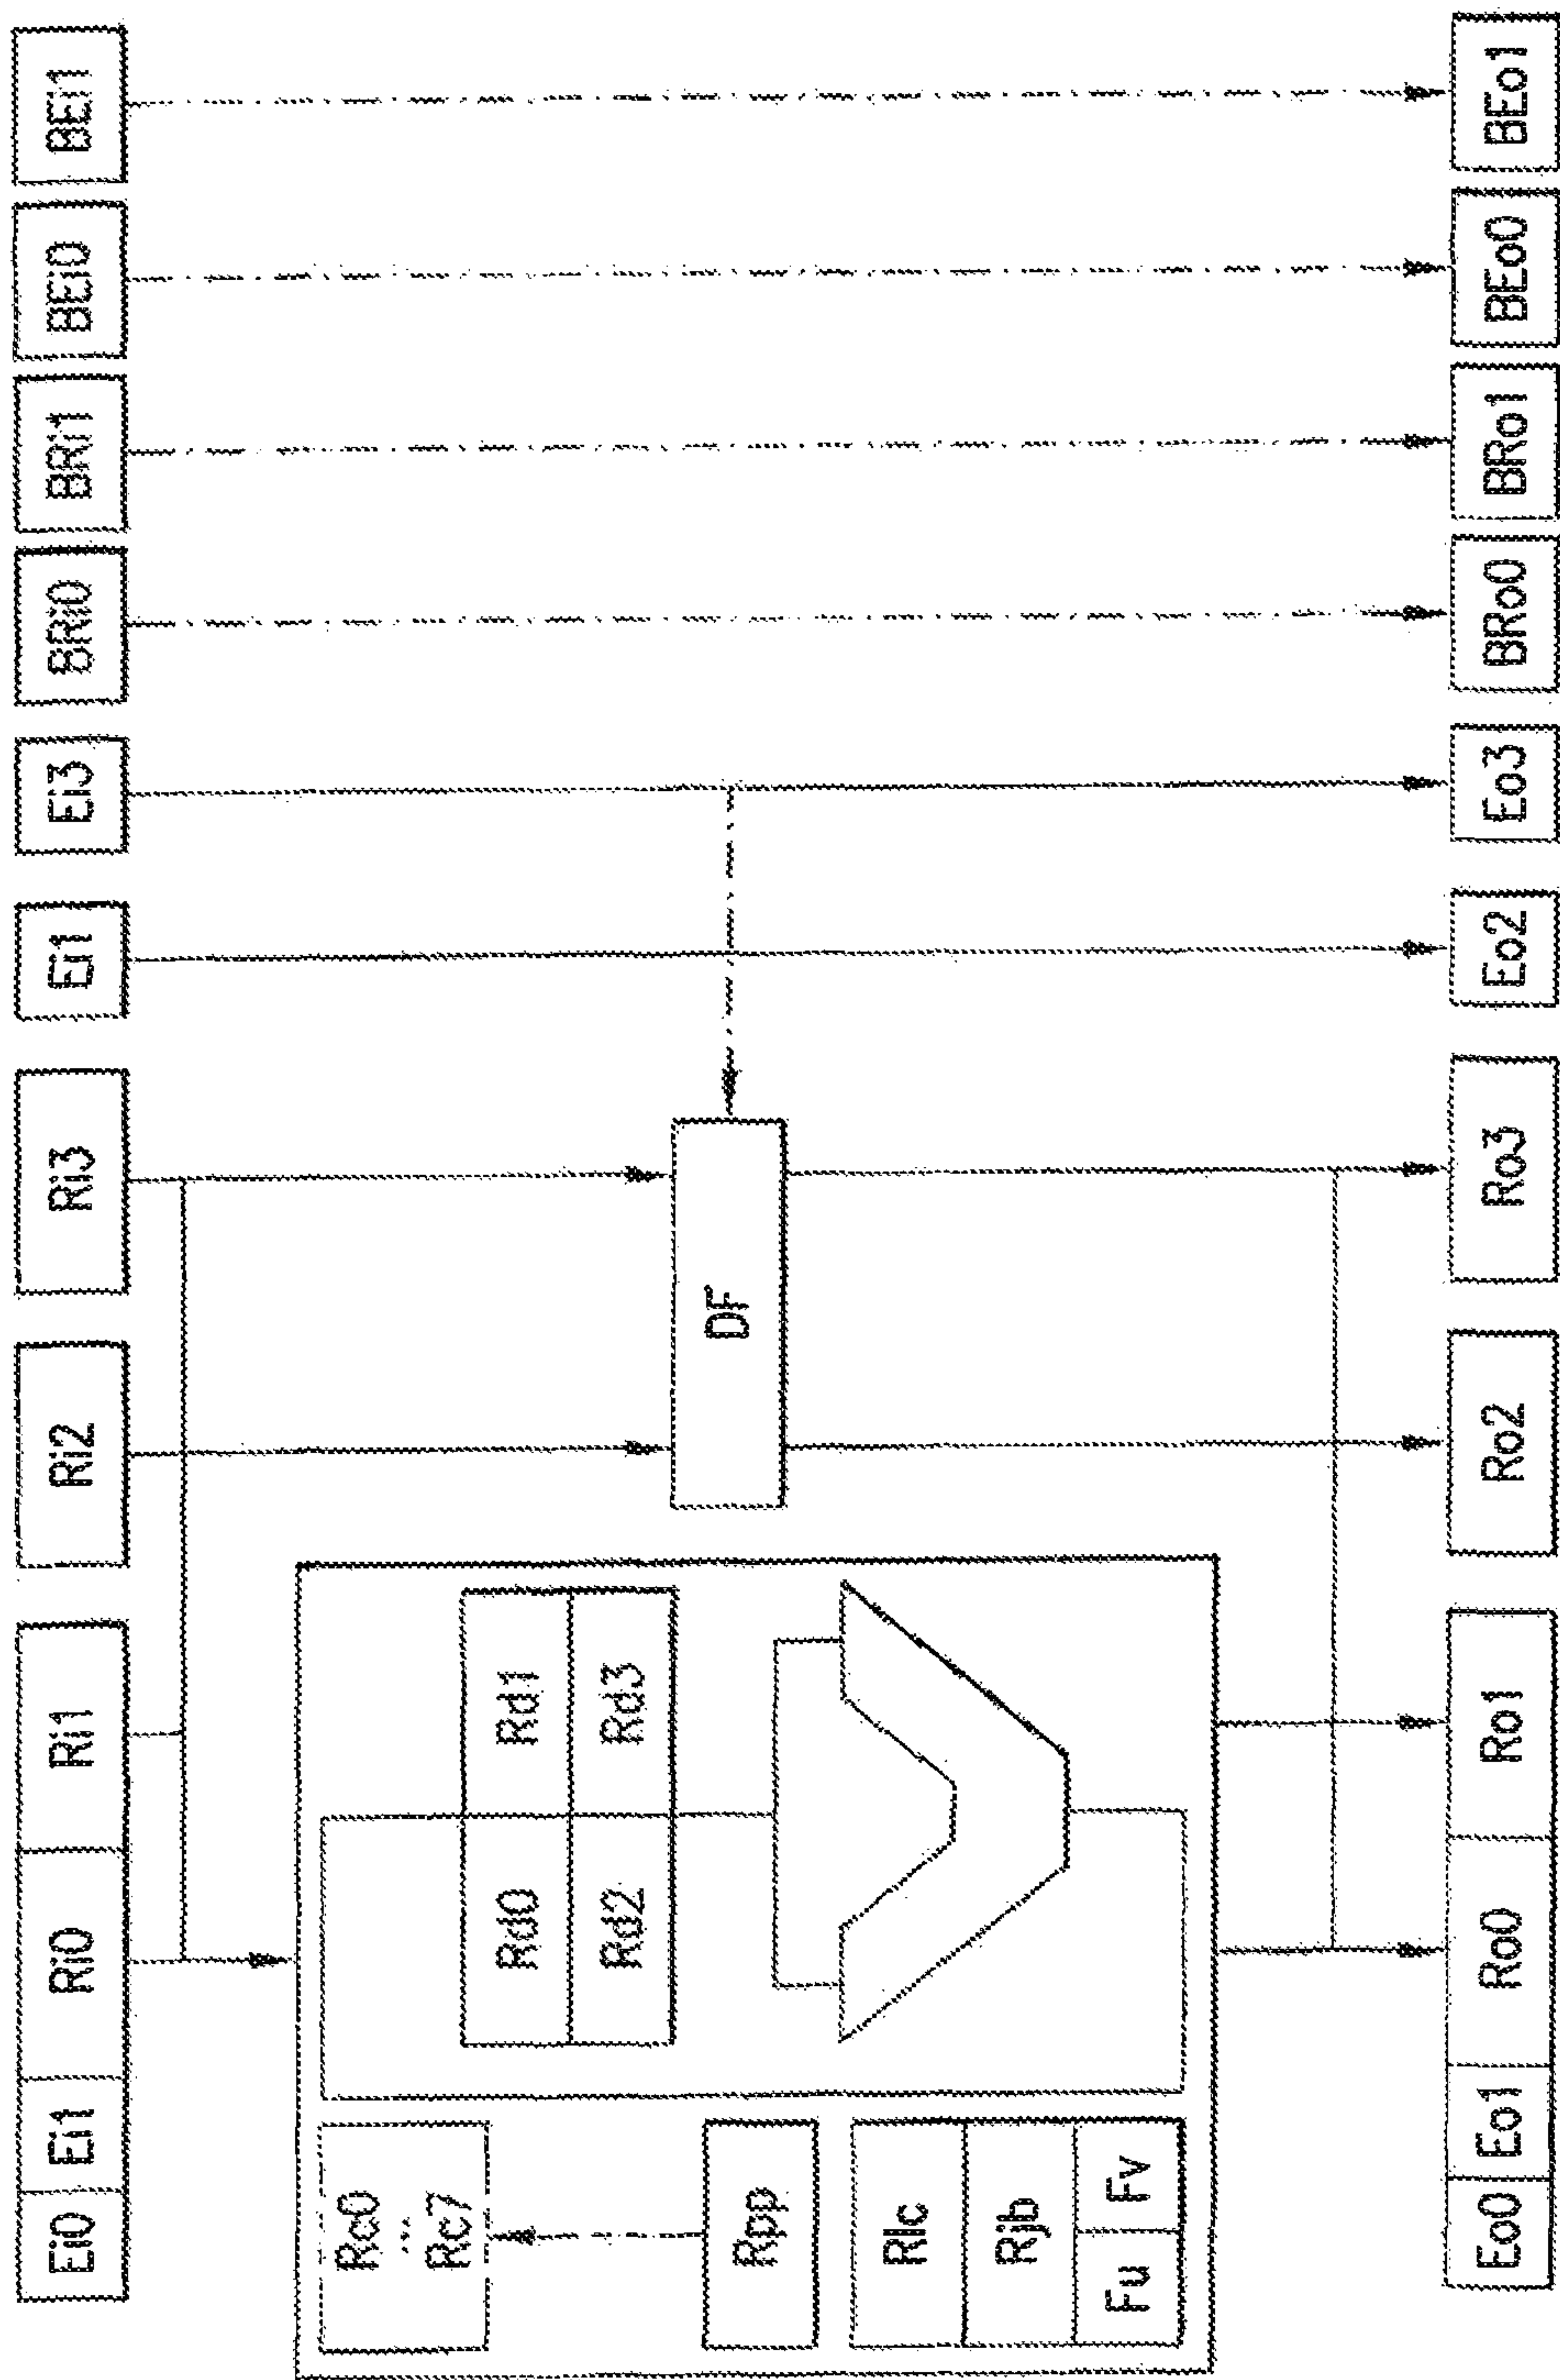 Ei0 Ei1 Ri0 Ri1 Ri2 Ri3 Ei1 Ei3 BRi0 BRi1 BEi0 BEi1
Rc0
...
Rc7
Rd0 Rd1
Rd2 Rd3
Rpp
DF
Rlc
Rjb
Fu Fv
Eo0 Eo1 Ro0 Ro1 Ro2 Ro3 Eo2 Eo3 BRo0 BRo1 BEo0 BEo1